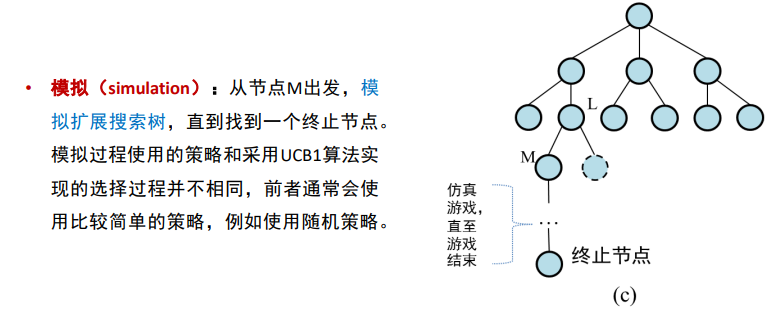 • 模拟（simulation）：从节点M出发，模
拟扩展搜索树，直到找到一个终止节点。
模拟过程使用的策略和采用UCB1算法实
现的选择过程并不相同，前者通常会使
用比较简单的策略，例如使用随机策略。
L
M
仿真
游戏，
直至
游戏
结束
…
终止节点
(c)